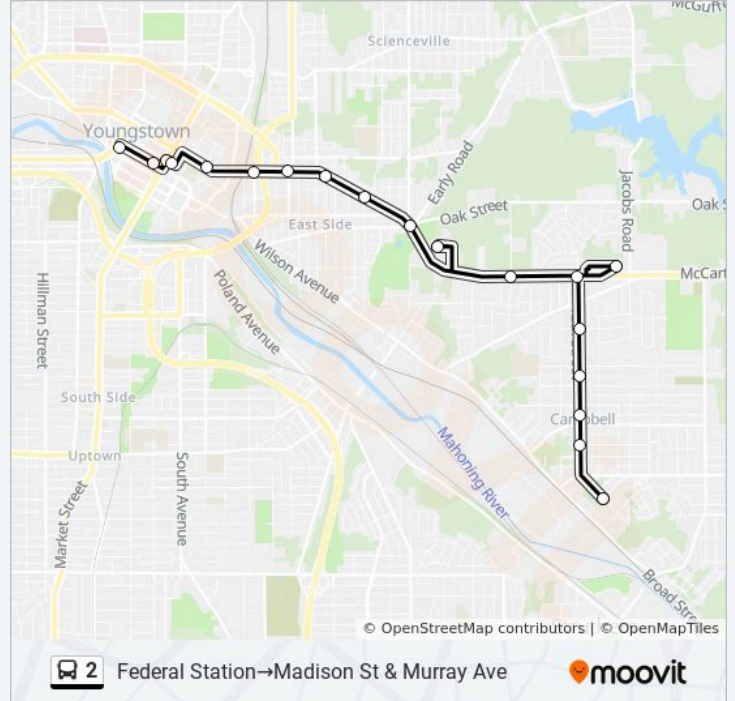 McGuff
Scienceville
Youngstown
Early Road
Jacobs Road
Oak Street
Oak S
East Side
Wilson Avenue
McCart
Hillman Street
Poland Avenue
South Side
Campbell
Uptown
South Avenue
Mahoning River
Market Street
Broad Stre
© OpenStreetMap contributors | © OpenMapTiles
2 Federal Station→Madison St & Murray Ave
moovit